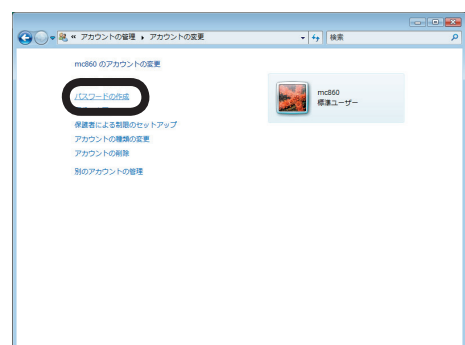 « アカウントの管理 ▸ アカウントの変更
検索
mc860 のアカウントの変更
パスワードの作成
mc860
標準ユーザー
保護者による制限のセットアップ
アカウントの種類の変更
アカウントの削除
別のアカウントの管理